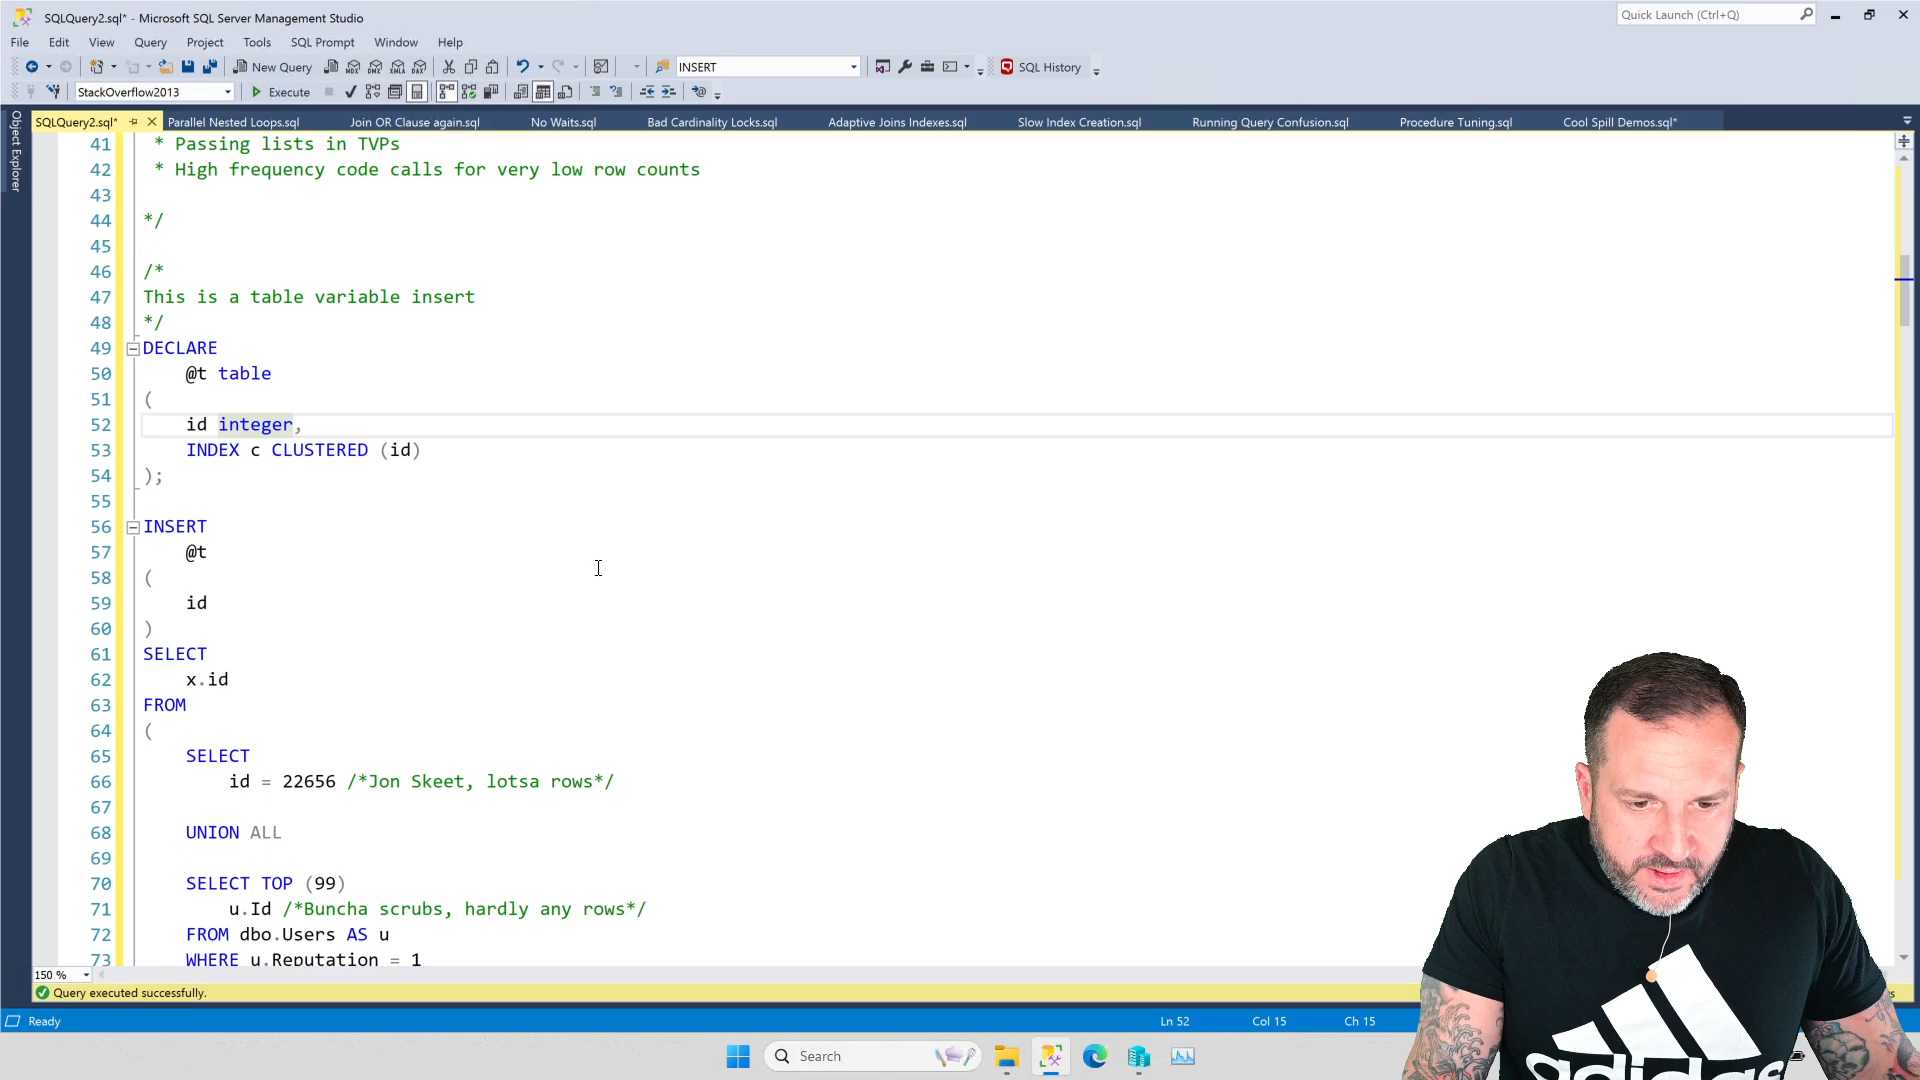 SQLQuery2.sql* - Microsoft SQL Server Management Studio
Quick Launch (Ctrl+Q)
File Edit View Query Project Tools SQL Prompt Window Help
New Query
MDX DMX XMLA DAX
INSERT
SQL History
StackOverflow2013
Execute
SQLQuery2.sql* Parallel Nested Loops.sql Join OR Clause again.sql No Waits.sql Bad Cardinality Locks.sql Adaptive Joins Indexes.sql Slow Index Creation.sql Running Query Confusion.sql Procedure Tuning.sql Cool Spill Demos.sql*
Object Explorer
41 * Passing lists in TVPs
42 * High frequency code calls for very low row counts
43
44 */
45
46 /*
47 This is a table variable insert
48 */
49 DECLARE
50 @t table
51 (
52 id integer,
53 INDEX c CLUSTERED (id)
54 );
55
56 INSERT
57 @t
58 (
59 id
60 )
61 SELECT
62 x.id
63 FROM
64 (
65 SELECT
66 id = 22656 /*Jon Skeet, lotsa rows*/
67
68 UNION ALL
69
70 SELECT TOP (99)
71 u.Id /*Buncha scrubs, hardly any rows*/
72 FROM dbo.Users AS u
73 WHERE u.Reputation = 1
150 %
Query executed successfully.
Ready
Ln 52 Col 15 Ch 15
Search
adidas